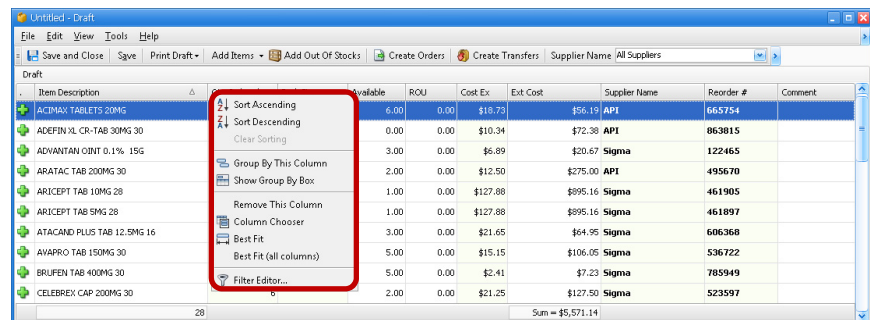 Untitled - Draft
File Edit View Tools Help
Save and Close Save Print Draft Add Items Add Out Of Stocks Create Orders Create Transfers Supplier Name All Suppliers
Draft
Item Description Available ROU Cost Ex Ext Cost Supplier Name Reorder # Comment
ACIMAX TABLETS 20MG 6.00 0.00 $18.73 $56.19 API 665754
ADEFIN XL CR-TAB 30MG 30 0.00 0.00 $10.34 $72.38 API 863815
ADVANTAN OINT 0.1% 15G 3.00 0.00 $6.89 $20.67 Sigma 122465
ARATAC TAB 200MG 30 2.00 0.00 $12.50 $275.00 API 495670
ARICEPT TAB 10MG 28 1.00 0.00 $127.88 $895.16 Sigma 461905
ARICEPT TAB 5MG 28 1.00 0.00 $127.88 $895.16 Sigma 461897
ATACAND PLUS TAB 12.5MG 16 3.00 0.00 $21.65 $64.95 Sigma 606368
AVAPRO TAB 150MG 30 5.00 0.00 $15.15 $106.05 Sigma 536722
BRUFEN TAB 400MG 30 5.00 0.00 $2.41 $7.23 Sigma 785949
CELEBREX CAP 200MG 30 6 2.00 0.00 $21.25 $127.50 Sigma 523597
28 Sum = $5,571.14
Sort Ascending
Sort Descending
Clear Sorting
Group By This Column
Show Group By Box
Remove This Column
Column Chooser
Best Fit
Best Fit (all columns)
Filter Editor...